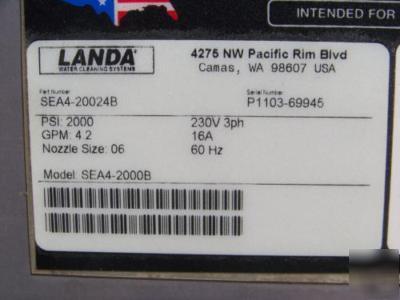 INTENDED FOR
LANDA
WATER CLEANING SYSTEMS
4275 NW Pacific Rim Blvd
Camas, WA 98607 USA
Part Number
Serial Number
SEA4-20024B
P1103-69945
PSI: 2000
230V 3ph
GPM: 4.2
16A
Nozzle Size: 06
60 Hz
Model: SEA4-2000B